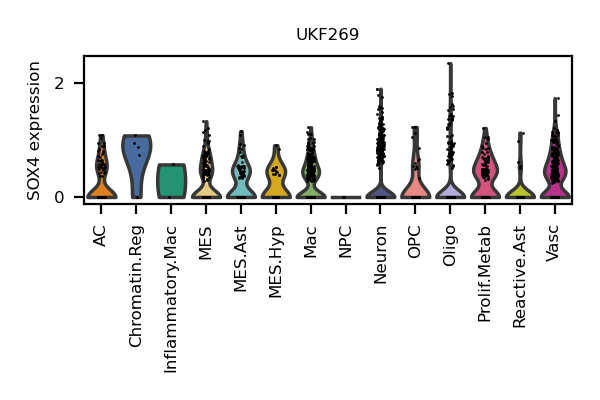 UKF269
SOX4 expression
2
0
AC
Chromatin.Reg
Inflammatory.Mac
MES
MES.Ast
MES.Hyp
Mac
NPC
Neuron
OPC
Oligo
Prolif.Metab
Reactive.Ast
Vasc